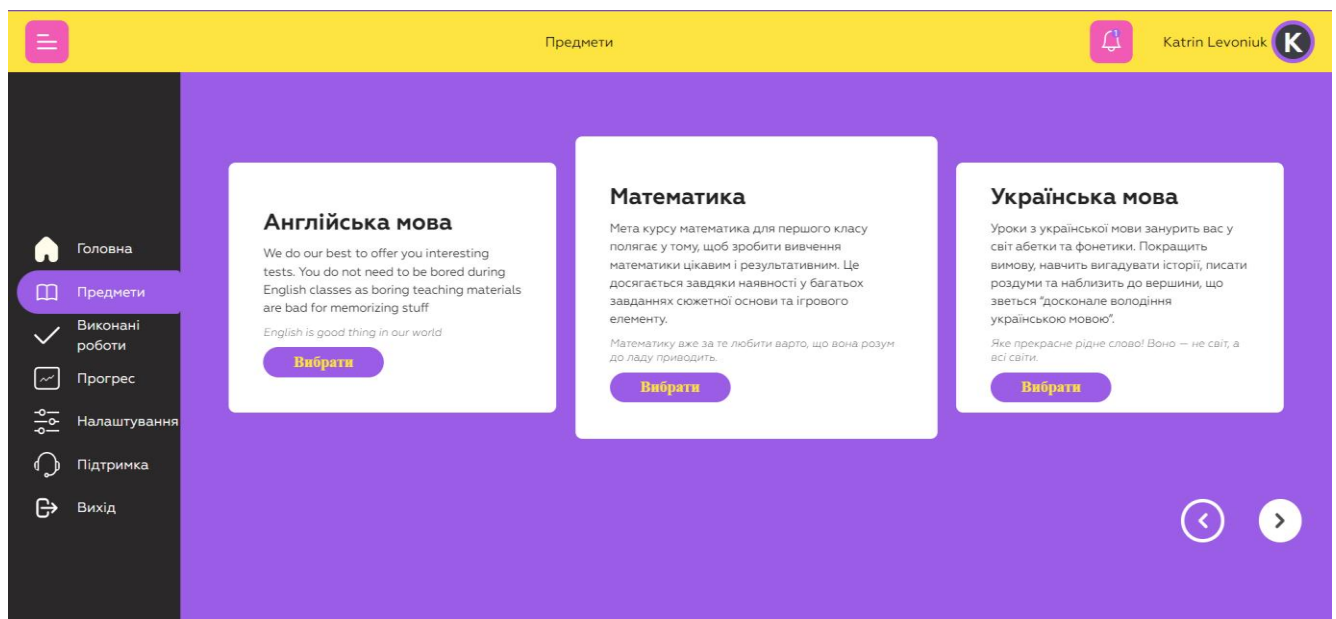 Предмети
Katrin Levoniuk
K
Головна
Предмети
Виконані
роботи
Прогрес
Налаштування
Підтримка
Вихід
Англійська мова
We do our best to offer you interesting
tests. You do not need to be bored during
English classes as boring teaching materials
are bad for memorizing stuff
English is good thing in our world
Вибрати
Математика
Мета курсу математика для першого класу
полягає у тому, щоб зробити вивчення
математики цікавим і результативним. Це
досягається завдяки наявності у багатьох
завданнях сюжетної основи та ігрового
елементу.
Математику вже за те любити варто, що вона розум
до ладу приводить.
Вибрати
Українська мова
Уроки з української мови занурить вас у
світ абетки та фонетики. Покращить
вимову, навчить вигадувати історії, писати
роздуми та наблизить до вершини, що
зветься “досконале володіння
українською мовою”.
Яке прекрасне рідне слово! Воно — не світ, а
всі світи.
Вибрати